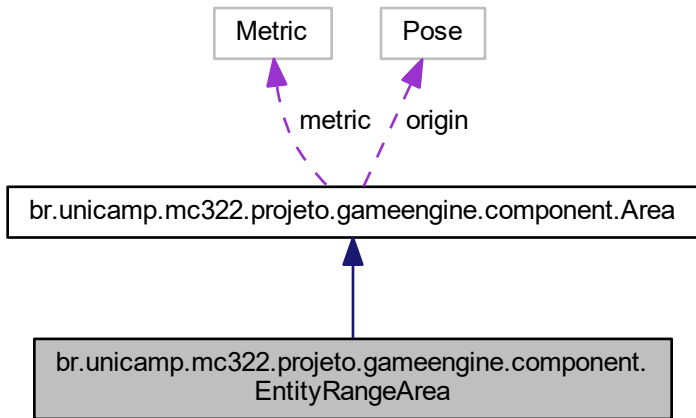 Metric
Pose
metric
origin
br.unicamp.mc322.projeto.gameengine.component.Area
br.unicamp.mc322.projeto.gameengine.component.
EntityRangeArea